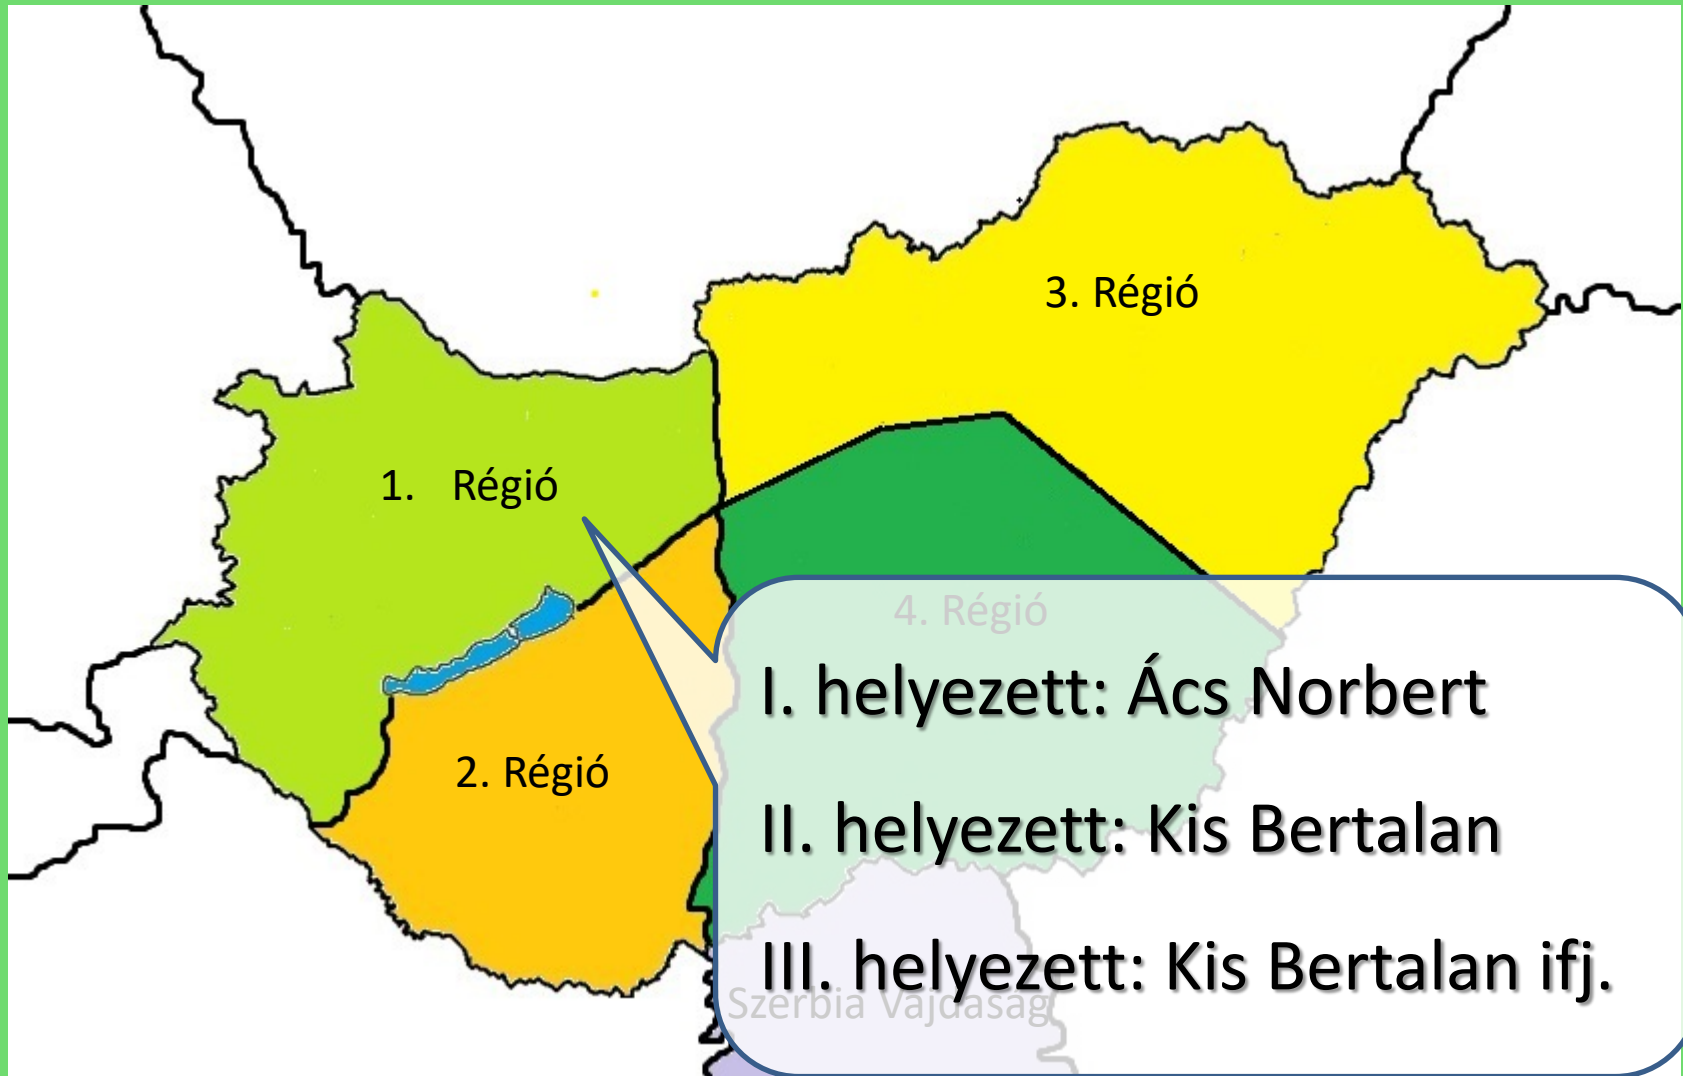 3. Régió
1. Régió
4. Régió
I. helyezett: Ács Norbert
2. Régió
II. helyezett: Kis Bertalan
III. helyezett: Kis Bertalan ifj.
Szerbia Vajdaság